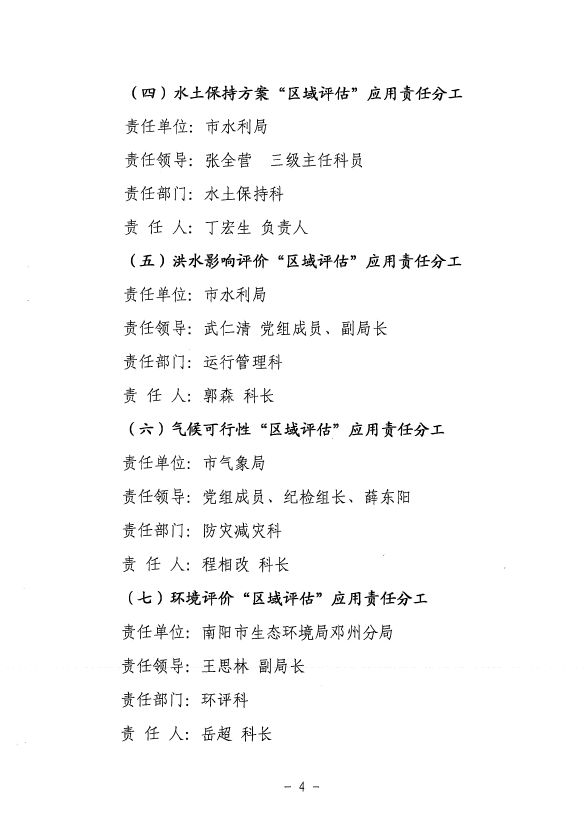 （四）水土保持方案“区域评估”应用责任分工
责任单位：市水利局
责任领导：张全营　三级主任科员
责任部门：水土保持科
责 任 人：丁宏生 负责人
（五）洪水影响评价“区域评估”应用责任分工
责任单位：市水利局
责任领导：武仁清 党组成员、副局长
责任部门：运行管理科
责 任 人：郭森 科长
（六）气候可行性“区域评估”应用责任分工
责任单位：市气象局
责任领导：党组成员、纪检组长、薛东阳
责任部门：防灾减灾科
责 任 人：程相改 科长
（七）环境评价“区域评估”应用责任分工
责任单位：南阳市生态环境局邓州分局
责任领导：王思林 副局长
责任部门：环评科
责 任 人：岳超 科长
- 4 -